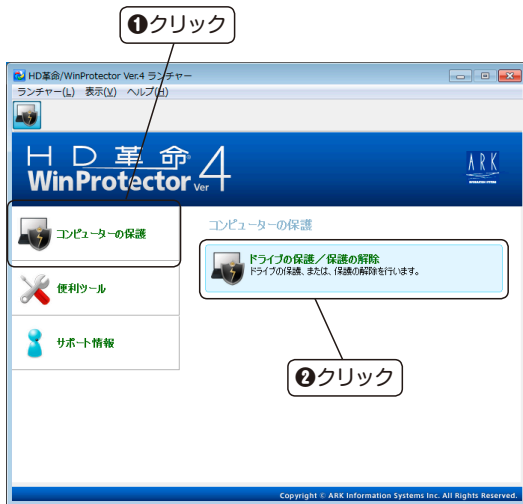 ❶クリック
HD革命/WinProtector Ver.4 ランチャー
ランチャー(L) 表示(V) ヘルプ(H)
HD革命
WinProtector Ver 4
ARK
INFORMATION SYSTEMS
コンピューターの保護
便利ツール
サポート情報
コンピューターの保護
ドライブの保護／保護の解除
ドライブの保護、または、保護の解除を行います。
❷クリック
Copyright © ARK Information Systems Inc. All Rights Reserved.